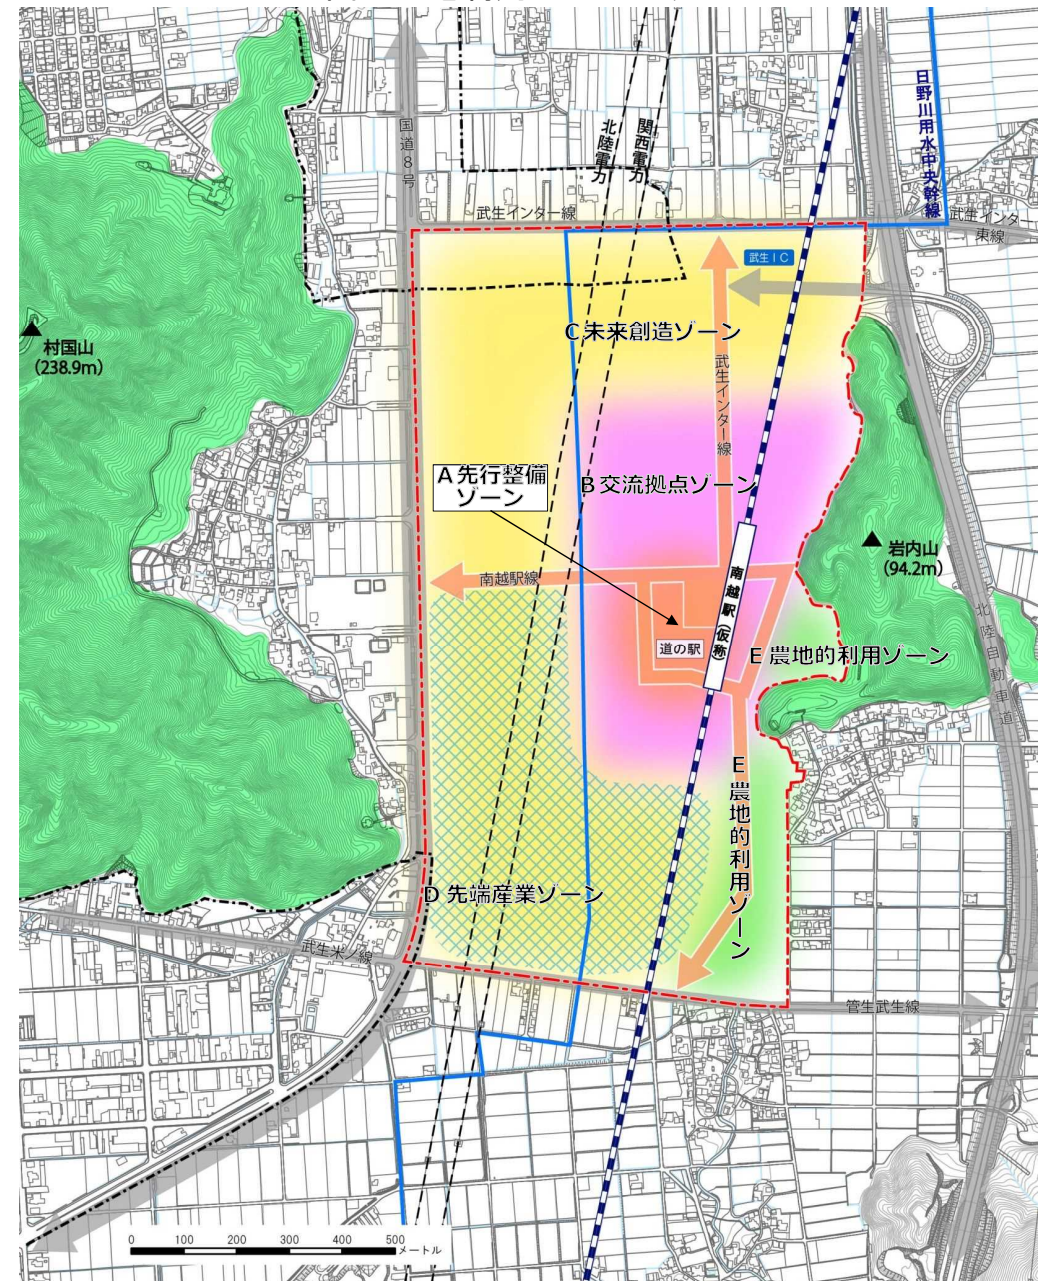 国道8号
北陸電力
関西電力
日野川用水中央幹線
武生インター線
武生インター
東線
武生IC
村国山
(238.9m)
C未来創造ゾーン
武生インター線
A先行整備
ゾーン
B交流拠点ゾーン
岩内山
(94.2m)
南越駅線
南越駅(仮称)
道の駅
E農地的利用ゾーン
北陸自動車道
E農地的利用ゾーン
D先端産業ゾーン
武生米ノ線
管生武生線
0 100 200 300 400 500
メートル